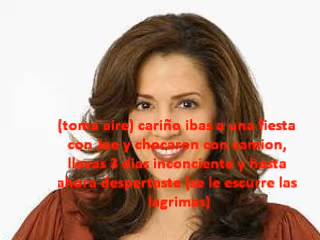 (toma aire) cariño ibas a una fiesta
con Joe y chocaron con camion,
llevas 3 dias inconciente y hasta
ahora despertaste (se le escurre las
lagrimas)